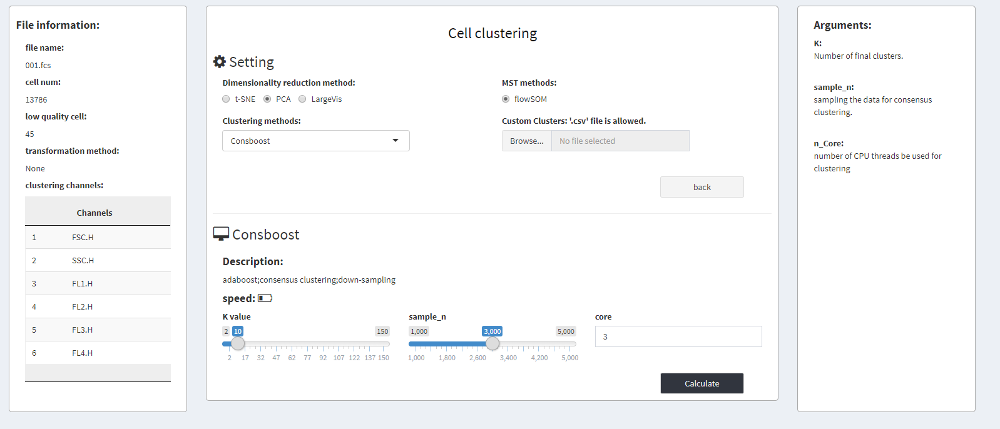 File information:
file name:
001.fcs
cell num:
13786
low quality cell:
45
transformation method:
None
clustering channels:
Channels
1 FSC.H
2 SSC.H
3 FL1.H
4 FL2.H
5 FL3.H
6 FL4.H
Cell clustering
Setting
Dimensionality reduction method:
t-SNE PCA LargeVis
MST methods:
flowSOM
Clustering methods:
Consboost
Custom Clusters: '.csv' file is allowed.
Browse... No file selected
back
Consboost
Description:
adaboost;consensus clustering;down-sampling
speed:
K value
2 10 150
2 17 32 47 62 77 92 107 122 137 150
sample_n
1,000 3,000 5,000
1,000 1,800 2,600 3,400 4,200 5,000
core
3
Calculate
Arguments:
K:
Number of final clusters.
sample_n:
sampling the data for consensus
clustering.
n_Core:
number of CPU threads be used for
clustering